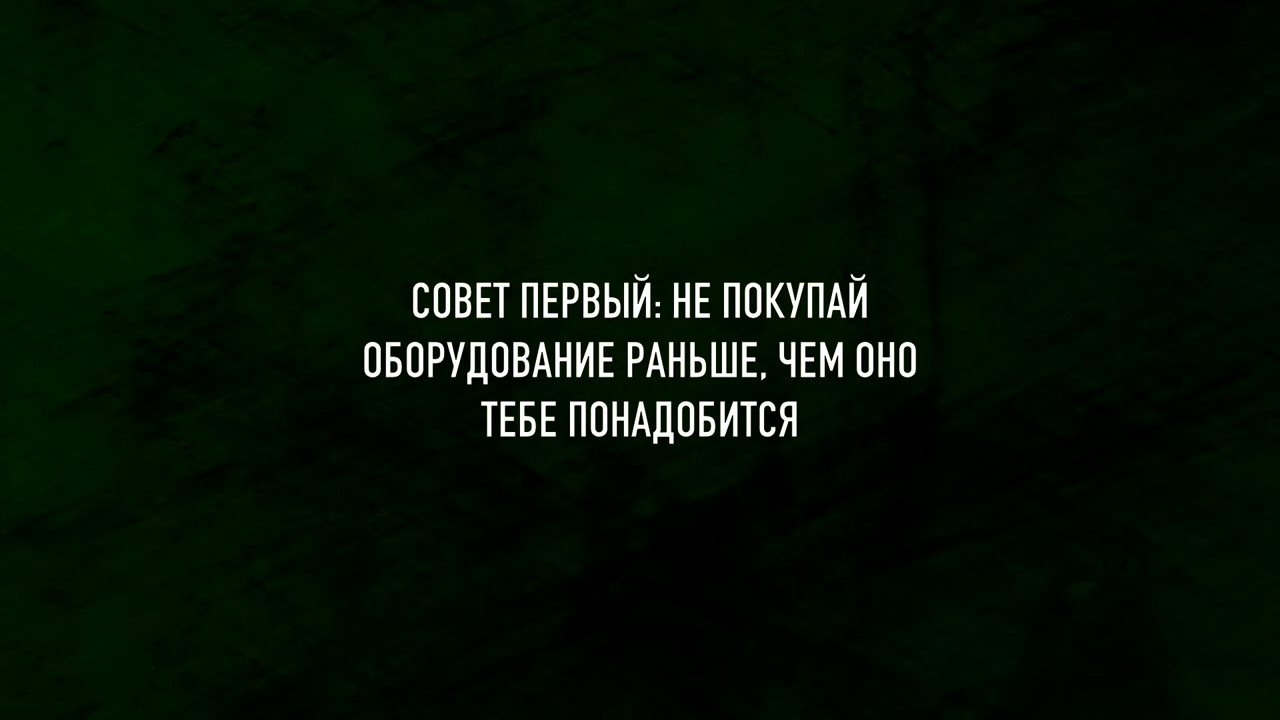 СОВЕТ ПЕРВЫЙ: НЕ ПОКУПАЙ
ОБОРУДОВАНИЕ РАНЬШЕ, ЧЕМ ОНО
ТЕБЕ ПОНАДОБИТСЯ